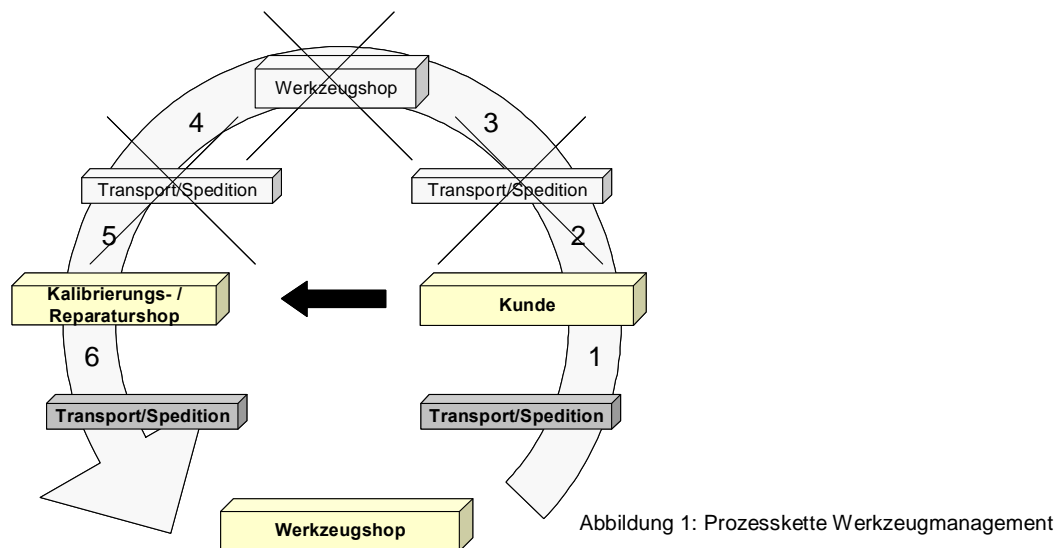 Werkzeugshop
4
3
Transport/Spedition
Transport/Spedition
5
2
Kalibrierungs- /
Reparaturshop
Kunde
6
1
Transport/Spedition
Transport/Spedition
Werkzeugshop
Abbildung 1: Prozesskette Werkzeugmanagement